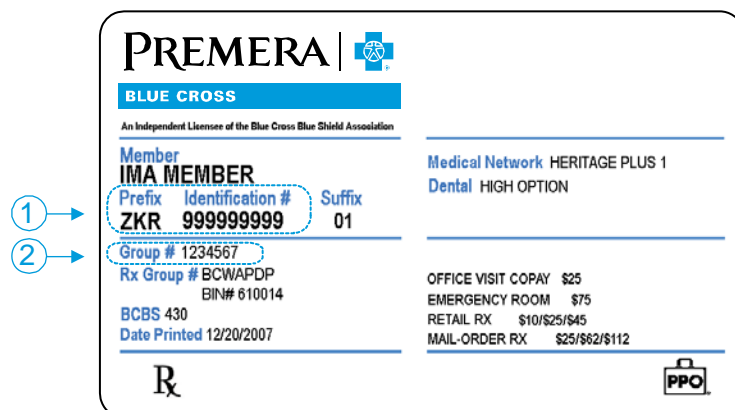 PREMERA
BLUE CROSS
An Independent Licensee of the Blue Cross Blue Shield Association
Member
IMA MEMBER
Prefix Identification # Suffix
1 ZKR 999999999 01
2 Group # 1234567
Rx Group # BCWAPDP
BIN# 610014
BCBS 430
Date Printed 12/20/2007
Medical Network HERITAGE PLUS 1
Dental HIGH OPTION
OFFICE VISIT COPAY $25
EMERGENCY ROOM $75
RETAIL RX $10/$25/$45
MAIL-ORDER RX $25/$62/$112
Rx
PPO